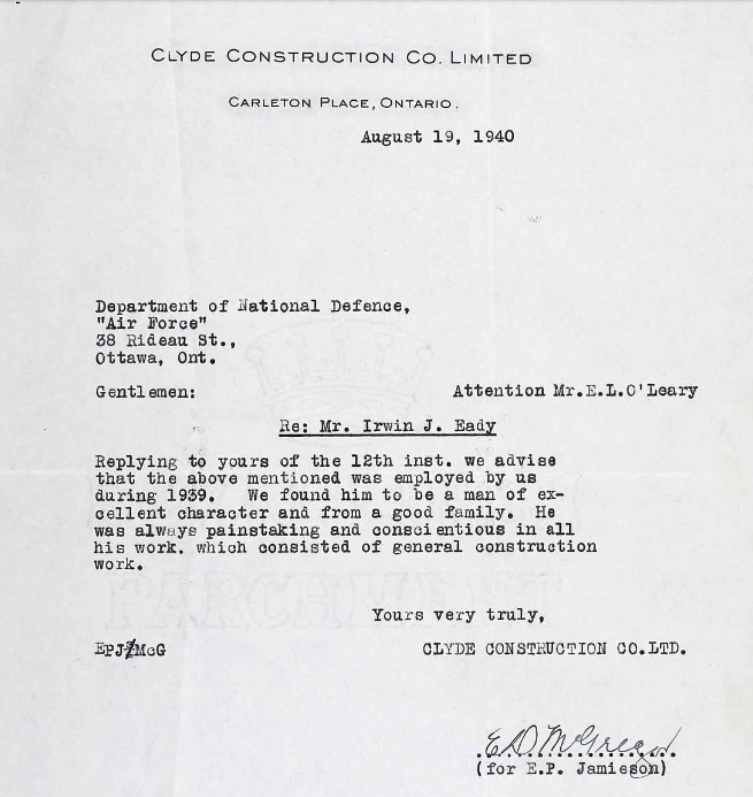 CLYDE CONSTRUCTION CO. LIMITED
CARLETON PLACE, ONTARIO.
August 19, 1940
Department of National Defence,
"Air Force"
38 Rideau St.,
Ottawa, Ont.
Gentlemen: Attention Mr.E.L.O'Leary
Re: Mr. Irwin J. Eady
Replying to yours of the 12th inst. we advise
that the above mentioned was employed by us
during 1939. We found him to be a man of ex-
cellent character and from a good family. He
was always painstaking and conscientious in all
his work. which consisted of general construction
work.
PARCHMENT
Yours very truly,
EPJ/McG CLYDE CONSTRUCTION CO.LTD.
E.D. McGregor
(for E.P. Jamieson)